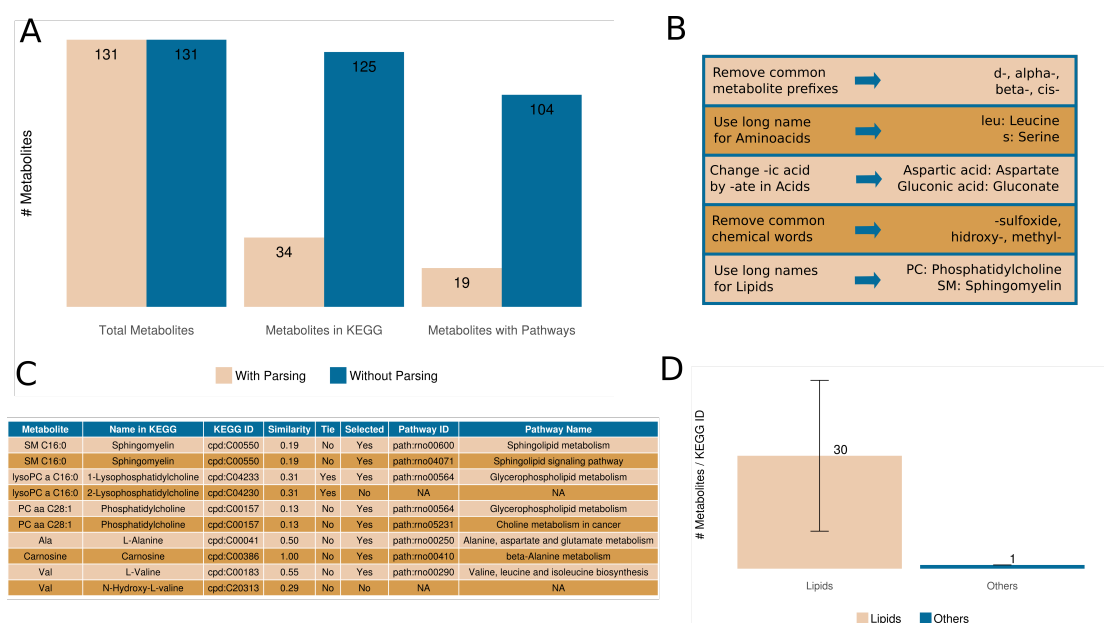 A
131
131
125
104
34
19
# Metabolites
Total Metabolites
Metabolites in KEGG
Metabolites with Pathways
With Parsing
Without Parsing
B
Remove common
metabolite prefixes
d-, alpha-,
beta-, cis-
Use long name
for Aminoacids
leu: Leucine
s: Serine
Change -ic acid
by -ate in Acids
Aspartic acid: Aspartate
Gluconic acid: Gluconate
Remove common
chemical words
-sulfoxide,
hidroxy-, methyl-
Use long names
for Lipids
PC: Phosphatidylcholine
SM: Sphingomyelin
C
Metabolite Name in KEGG KEGG ID Similarity Tie Selected Pathway ID Pathway Name
SM C16:0 Sphingomyelin cpd:C00550 0.19 No Yes path:rno00600 Sphingolipid metabolism
SM C16:0 Sphingomyelin cpd:C00550 0.19 No Yes path:rno04071 Sphingolipid signaling pathway
lysoPC a C16:0 1-Lysophosphatidylcholine cpd:C04233 0.31 Yes Yes path:rno00564 Glycerophospholipid metabolism
lysoPC a C16:0 2-Lysophosphatidylcholine cpd:C04230 0.31 Yes No NA NA
PC aa C28:1 Phosphatidylcholine cpd:C00157 0.13 No Yes path:rno00564 Glycerophospholipid metabolism
PC aa C28:1 Phosphatidylcholine cpd:C00157 0.13 No Yes path:rno05231 Choline metabolism in cancer
Ala L-Alanine cpd:C00041 0.50 No Yes path:rno00250 Alanine, aspartate and glutamate metabolism
Carnosine Carnosine cpd:C00386 1.00 No Yes path:rno00410 beta-Alanine metabolism
Val L-Valine cpd:C00183 0.55 No Yes path:rno00290 Valine, leucine and isoleucine biosynthesis
Val N-Hydroxy-L-valine cpd:C20313 0.29 No No NA NA
D
# Metabolites / KEGG ID
30
1
Lipids
Others
Lipids
Others